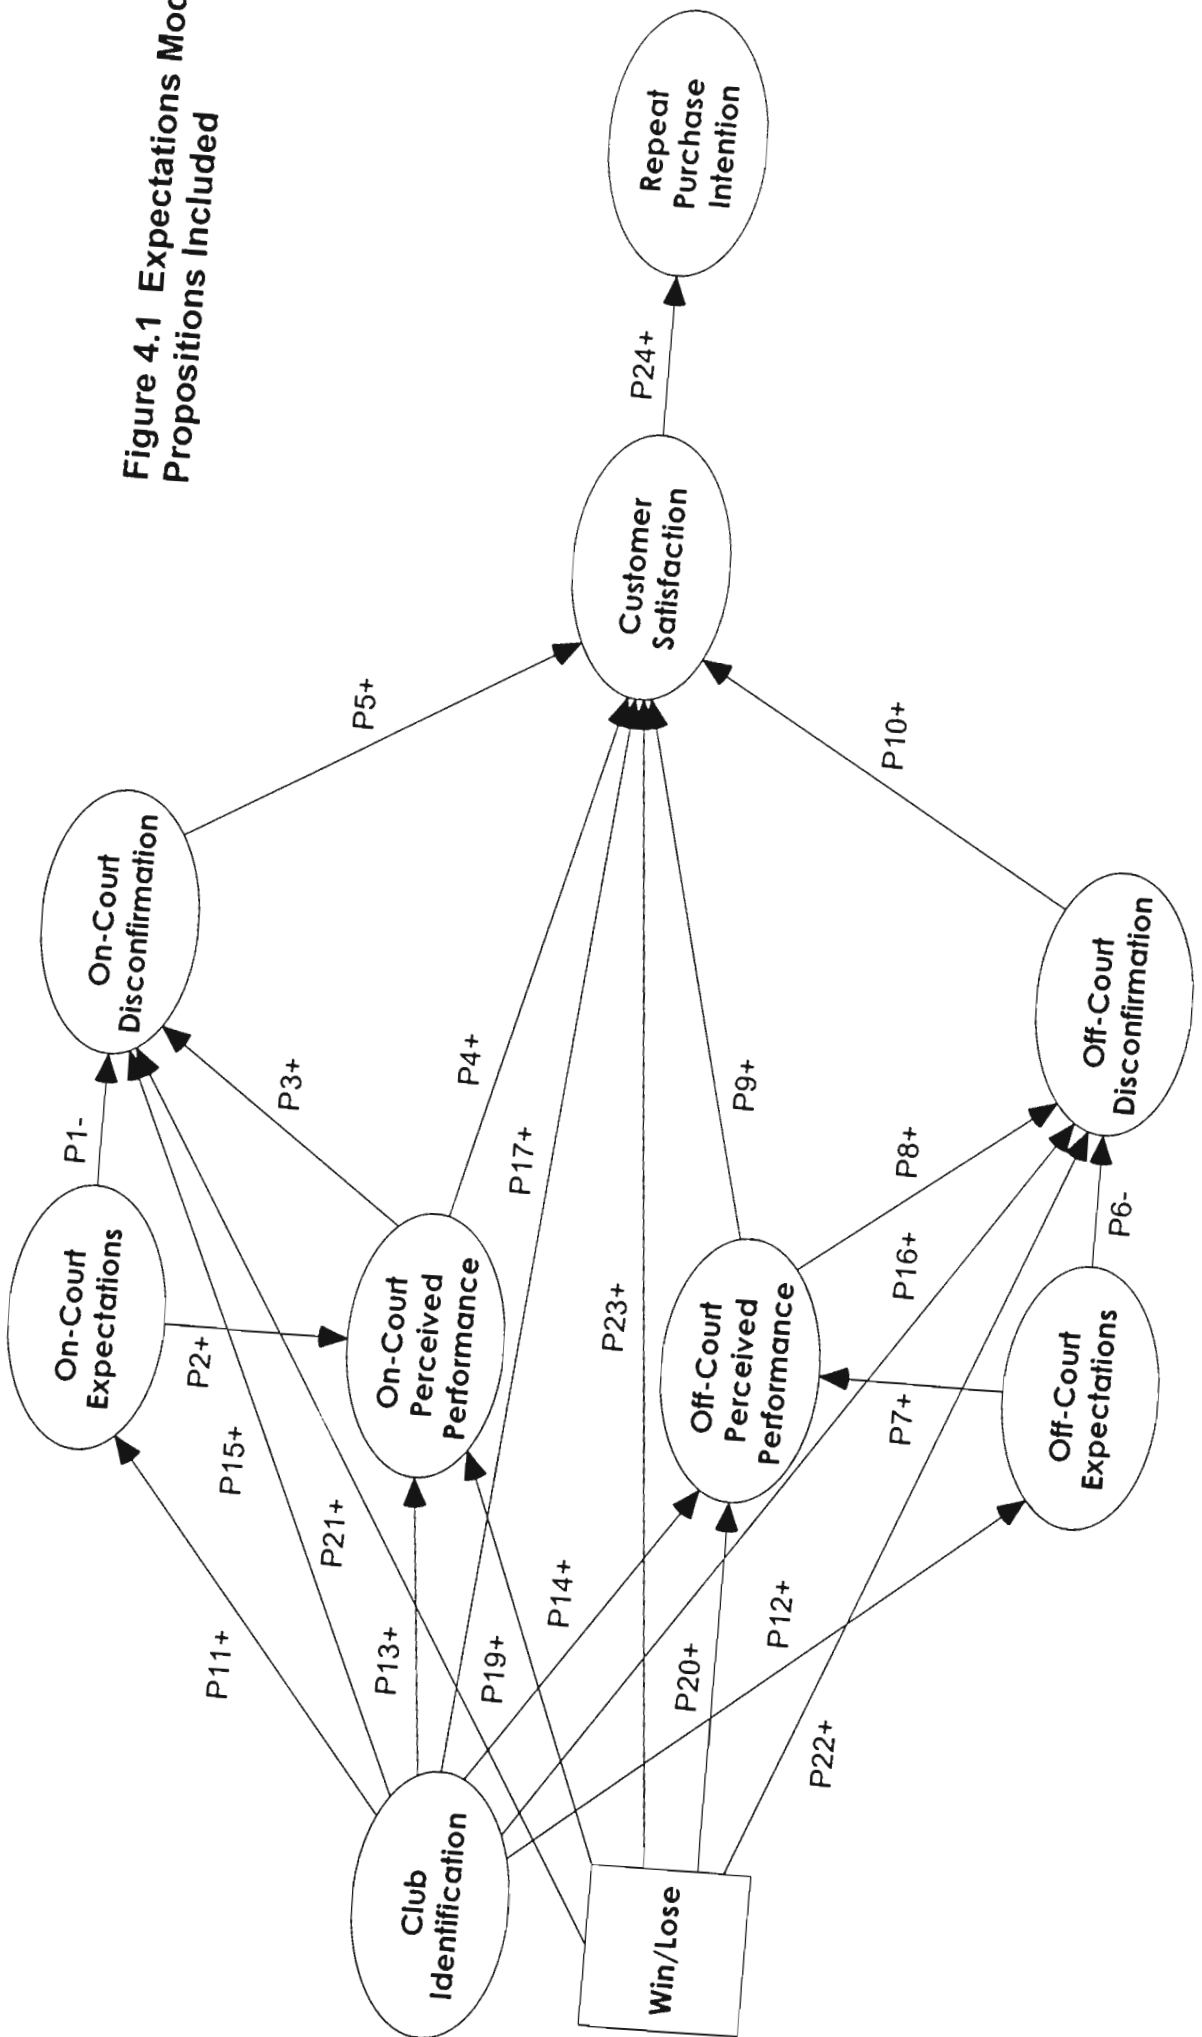 Figure 4.1 Expectations
Propositions Included
On-Court
Expectations
P1-
On-Court
Disconfirmation
P2+
P3+
P5+
P11+
P15+
P21+
On-Court
Perceived
Performance
P4+
P13+
P17+
P19+
Club
Identification
P14+
P23+
Customer
Satisfaction
P24+
Repeat
Purchase
Intention
Win/Lose
P20+
Off-Court
Perceived
Performance
P9+
P12+
P16+
P8+
P10+
P7+
P22+
Off-Court
Expectations
P6-
Off-Court
Disconfirmation